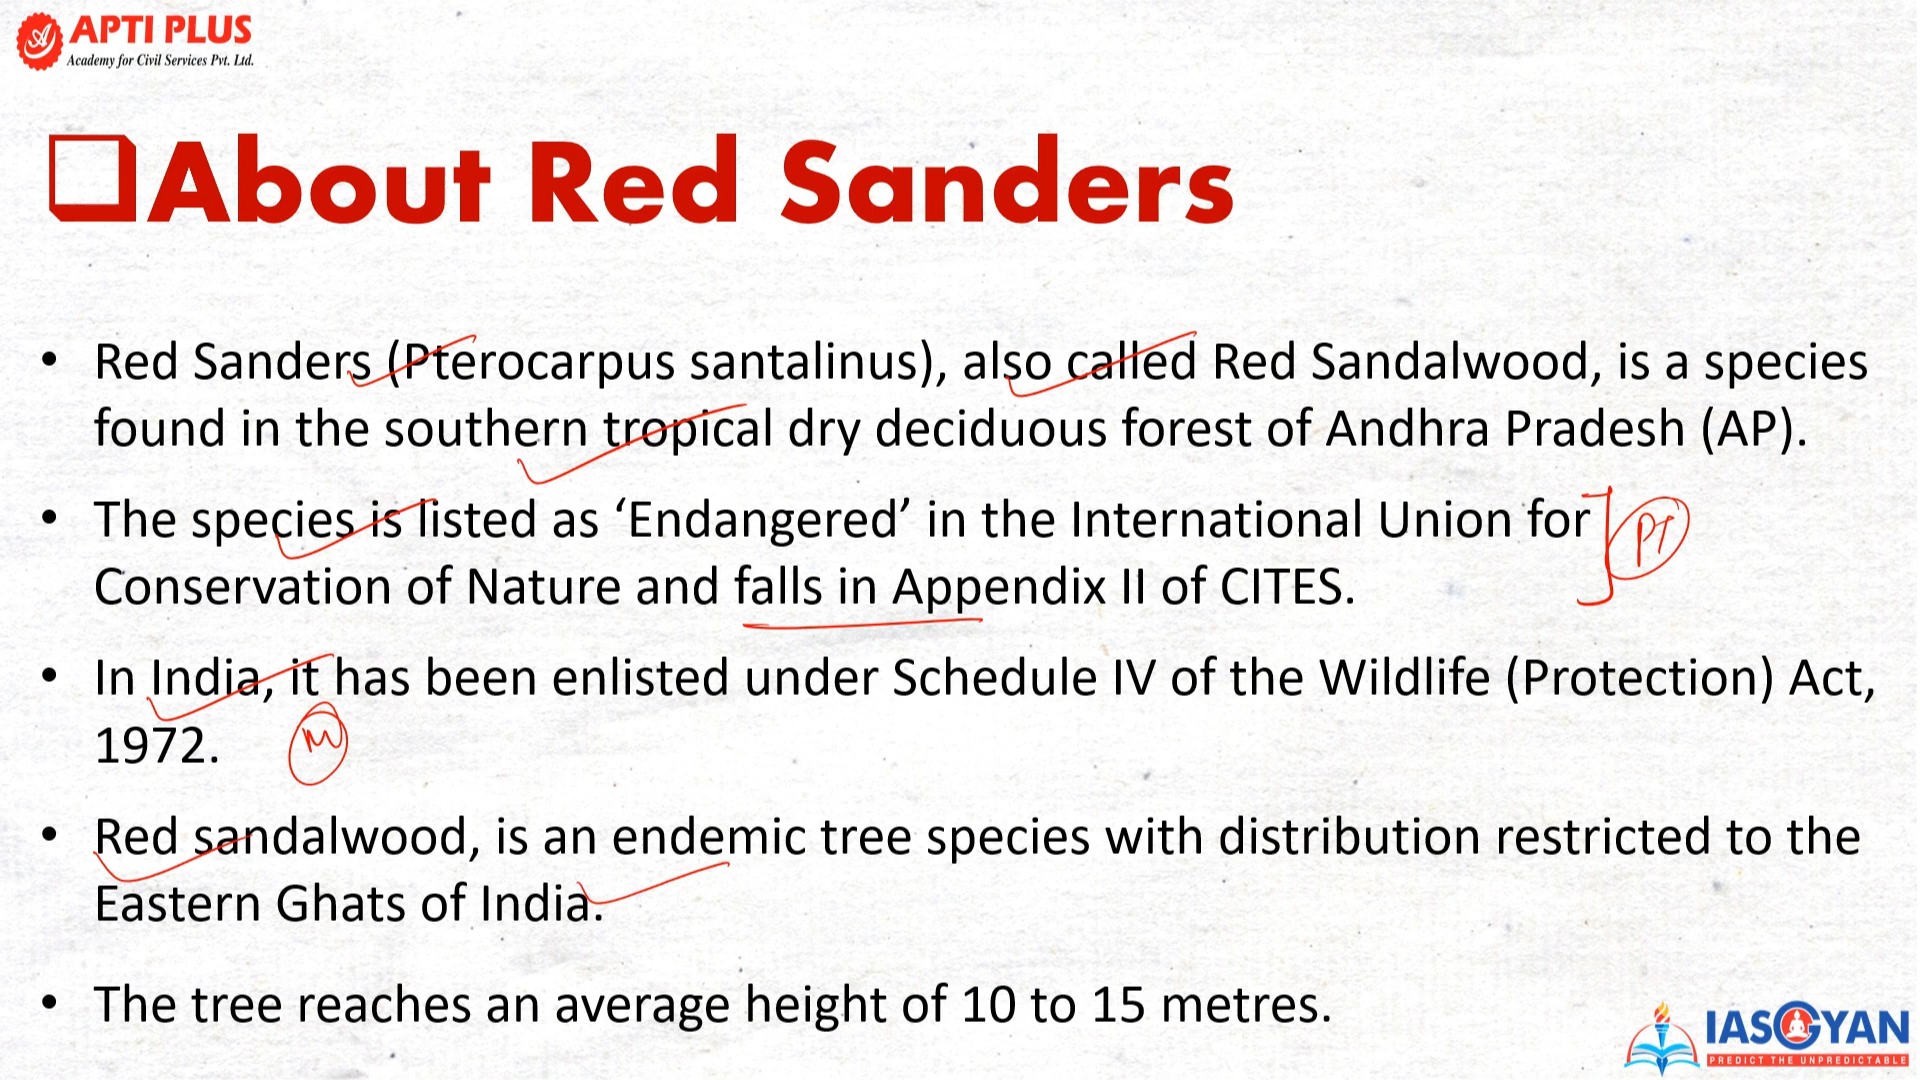 APTI PLUS
Academy for Civil Services Pvt. Ltd.
About Red Sanders
• Red Sanders (Pterocarpus santalinus), also called Red Sandalwood, is a species
found in the southern tropical dry deciduous forest of Andhra Pradesh (AP).
• The species is listed as ‘Endangered’ in the International Union for
Conservation of Nature and falls in Appendix II of CITES.
PT
• In India, it has been enlisted under Schedule IV of the Wildlife (Protection) Act,
1972.
M
• Red sandalwood, is an endemic tree species with distribution restricted to the
Eastern Ghats of India.
• The tree reaches an average height of 10 to 15 metres.
IASGYAN
PREDICT THE UNPREDICTABLE